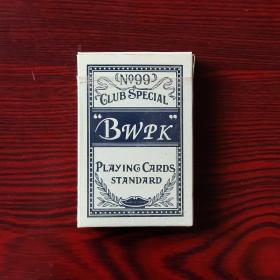 No 99
CLUB SPECIAL
"BWPK"
PLAYING CARDS
STANDARD